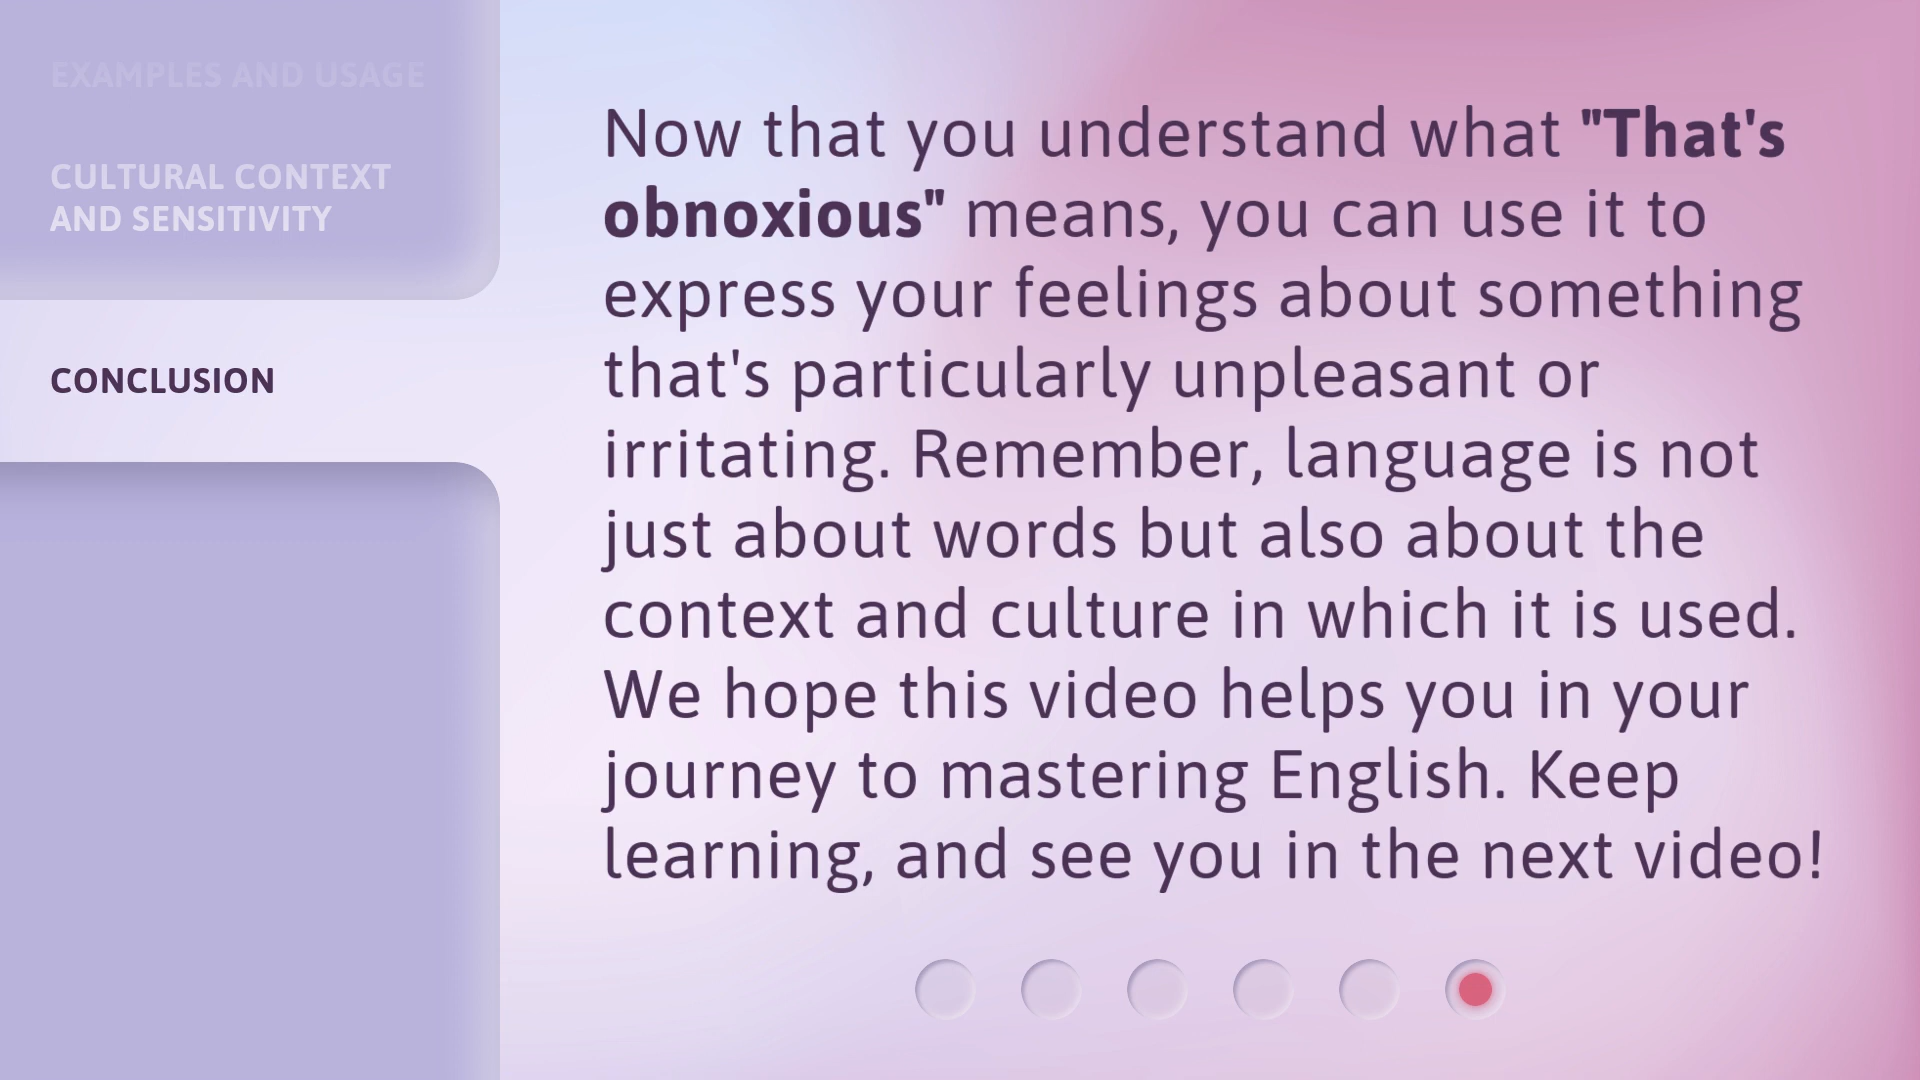 EXAMPLES AND USAGE
CULTURAL CONTEXT
AND SENSITIVITY
CONCLUSION
Now that you understand what "That's
obnoxious" means, you can use it to
express your feelings about something
that's particularly unpleasant or
irritating. Remember, language is not
just about words but also about the
context and culture in which it is used.
We hope this video helps you in your
journey to mastering English. Keep
learning, and see you in the next video!